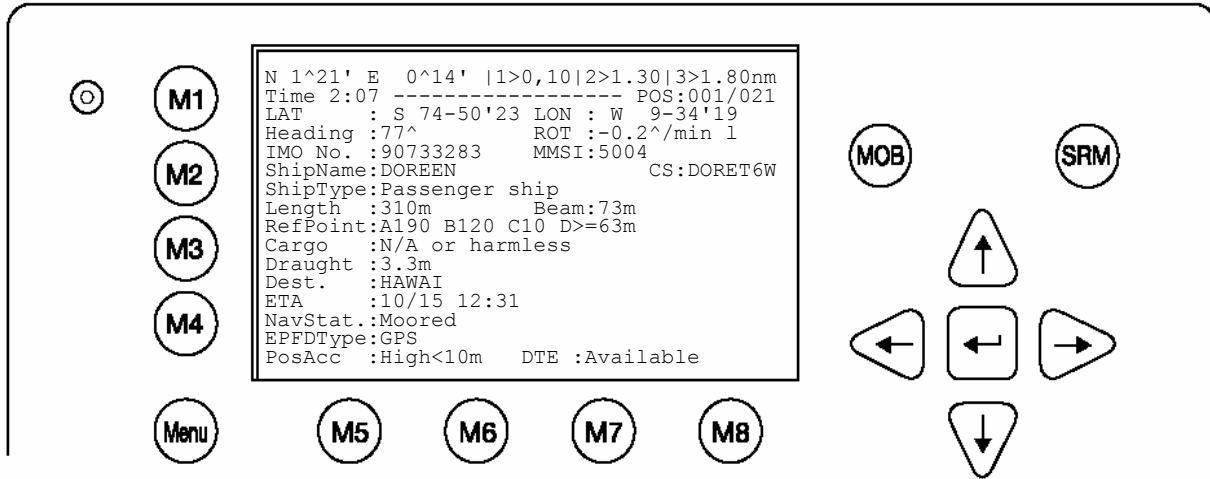 N 1^21' E  0^14' |1>0,10|2>1.30|3>1.80nm
Time 2:07 ------------------ POS:001/021
LAT     : S 74-50'23 LON : W  9-34'19
Heading :77^         ROT :-0.2^/min l
IMO No. :90733283    MMSI:5004
ShipName:DOREEN               CS:DORET6W
ShipType:Passenger ship
Length  :310m        Beam:73m
RefPoint:A190 B120 C10 D>=63m
Cargo   :N/A or harmless
Draught :3.3m
Dest.   :HAWAI
ETA     :10/15 12:31
NavStat.:Moored
EPFDType:GPS
PosAcc  :High<10m   DTE :Available
M1
M2
M3
M4
Menu
M5
M6
M7
M8
MOB
SRM